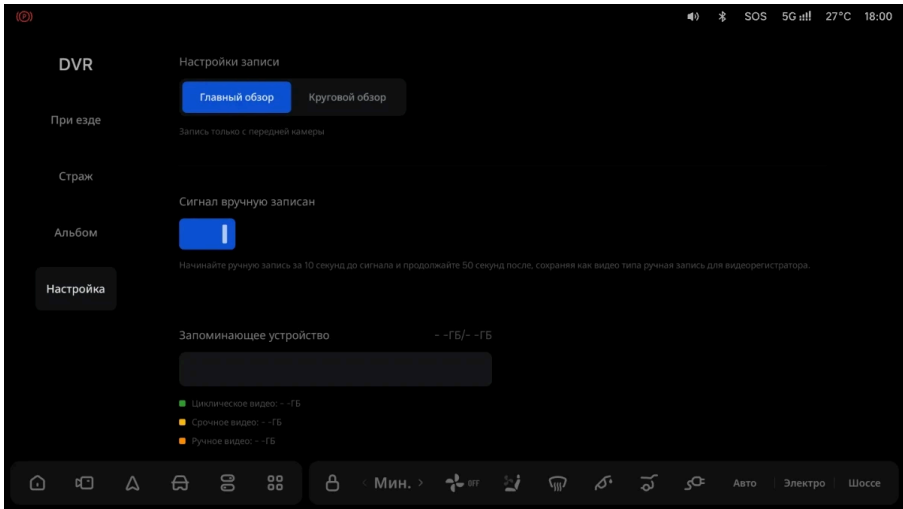 SOS 5G 27°C 18:00
DVR
Настройки записи
Главный обзор Круговой обзор
При езде
Запись только с передней камеры
Страж
Сигнал вручную записан
Альбом
Начинайте ручную запись за 10 секунд до сигнала и продолжайте 50 секунд после, сохраняя как видео типа ручная запись для видеорегистратора.
Настройка
Запоминающее устройство - -ГБ/- -ГБ
Циклическое видео: - -ГБ
Срочное видео: - -ГБ
Ручное видео: - -ГБ
< Мин. > OFF Авто Электро Шоссе